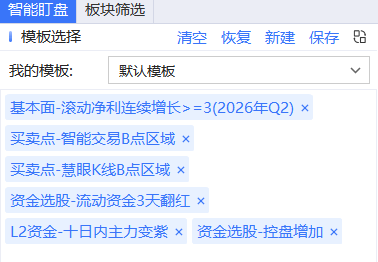 智能盯盘 板块筛选
模板选择 清空 恢复 新建 保存
我的模板: 默认模板
基本面-滚动净利连续增长>=3(2026年Q2) ×
买卖点-智能交易B点区域 ×
买卖点-慧眼K线B点区域 ×
资金选股-流动资金3天翻红 ×
L2资金-十日内主力变紫 × 资金选股-控盘增加 ×